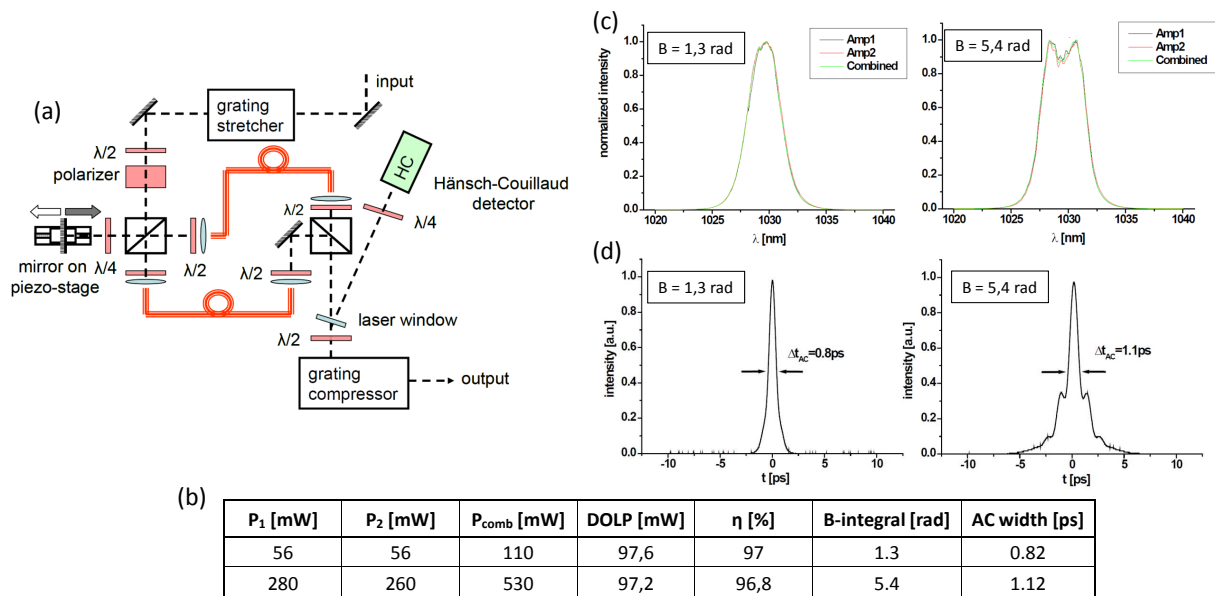 (a)
input
grating
stretcher
λ/2
polarizer
HC
Hänsch-Couillaud
detector
λ/2
λ/4
mirror on
piezo-stage
λ/4
λ/2
λ/2
laser window
λ/2
grating
compressor
output
(c)
B = 1,3 rad
Amp1
Amp2
Combined
normalized intensity
1.0
0.8
0.6
0.4
0.2
0.0
1020 1025 1030 1035 1040
λ [nm]
B = 5,4 rad
Amp1
Amp2
Combined
1.0
0.8
0.6
0.4
0.2
0.0
1020 1025 1030 1035 1040
λ [nm]
(d)
B = 1,3 rad
Δt_AC=0.8ps
intensity [a.u.]
1.0
0.8
0.6
0.4
0.2
0.0
-10 -5 0 5 10
t [ps]
B = 5,4 rad
Δt_AC=1.1ps
intensity [a.u.]
1.0
0.8
0.6
0.4
0.2
0.0
-10 -5 0 5 10
t [ps]
(b)
P₁ [mW] P₂ [mW] P_comb [mW] DOLP [mW] η [%] B-integral [rad] AC width [ps]
56 56 110 97,6 97 1.3 0.82
280 260 530 97,2 96,8 5.4 1.12